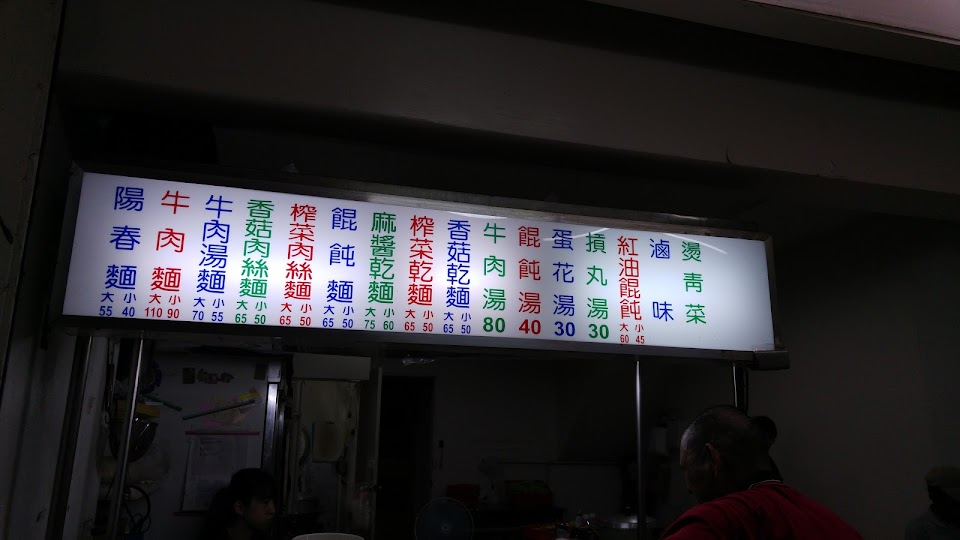 陽春麵 大55 小40
牛肉麵 大110 小90
牛肉湯麵 大70 小55
香菇肉絲麵 大65 小50
榨菜肉絲麵 大65 小50
餛飩麵 大65 小50
麻醬乾麵 大75 小60
榨菜乾麵 大65 小50
香菇乾麵 大65 小50
牛肉湯 80
餛飩湯 40
蛋花湯 30
摃丸湯 30
紅油餛飩 大60 小45
滷味
燙青菜